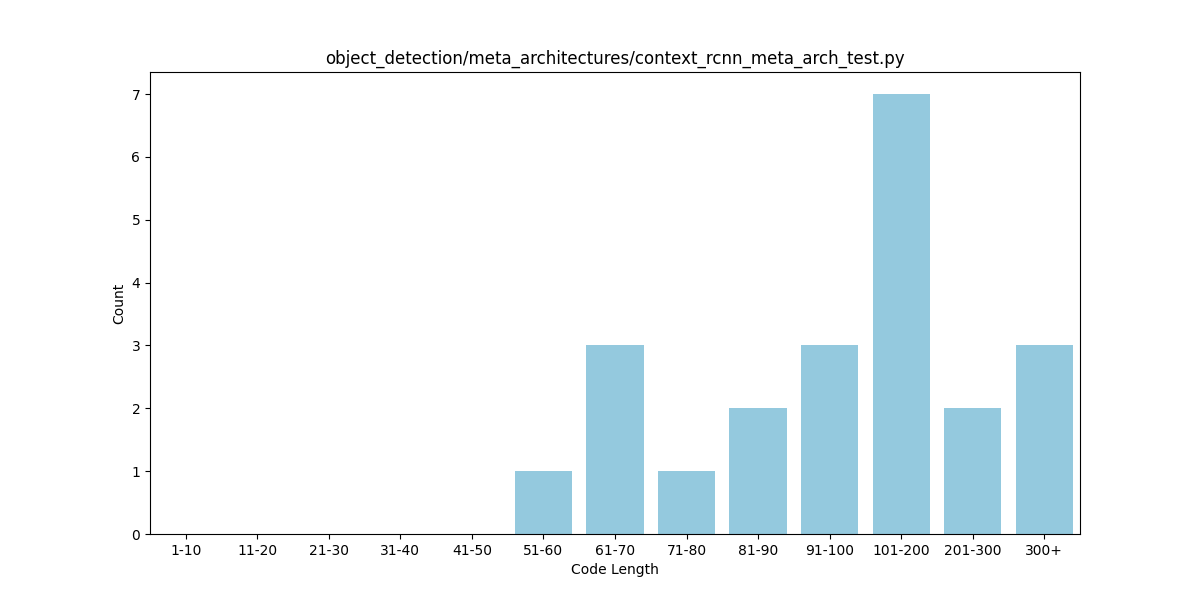 object_detection/meta_architectures/context_rcnn_meta_arch_test.py
7
6
5
4
3
2
1
0
Count
1-10 11-20 21-30 31-40 41-50 51-60 61-70 71-80 81-90 91-100 101-200 201-300 300+
Code Length